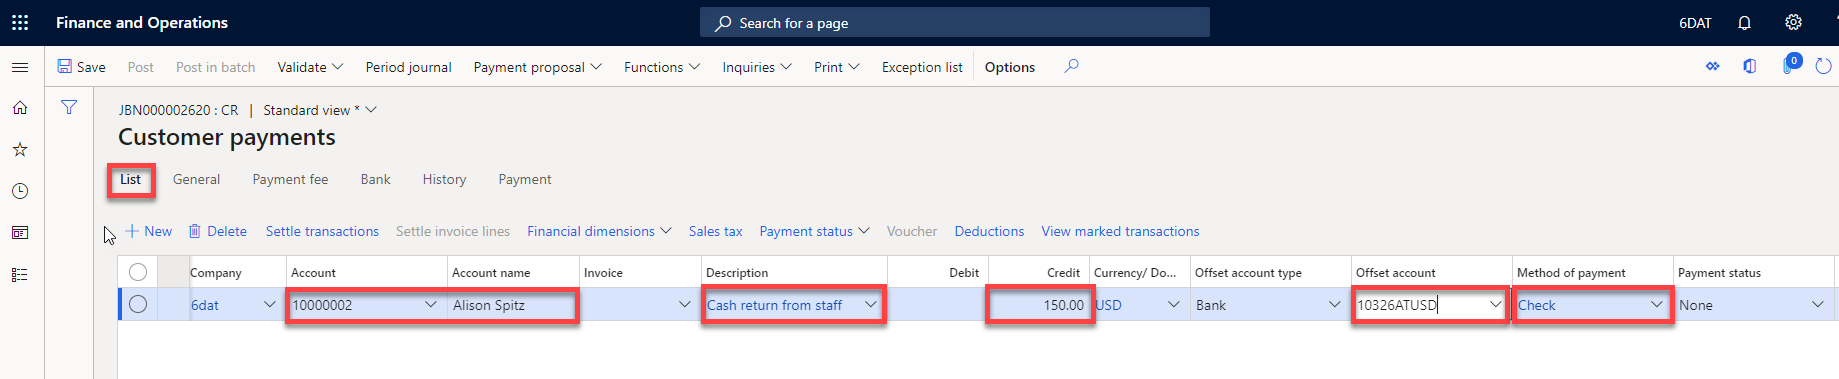 Finance and Operations
Search for a page
6DAT
Save Post Post in batch Validate Period journal Payment proposal Functions Inquiries Print Exception list Options 0
JBN000002620 : CR | Standard view *
Customer payments
List General Payment fee Bank History Payment
New Delete Settle transactions Settle invoice lines Financial dimensions Sales tax Payment status Voucher Deductions View marked transactions
Company Account Account name Invoice Description Debit Credit Currency/ Do... Offset account type Offset account Method of payment Payment status
6dat 10000002 Alison Spitz Cash return from staff 150.00 USD Bank 10326ATUSD Check None